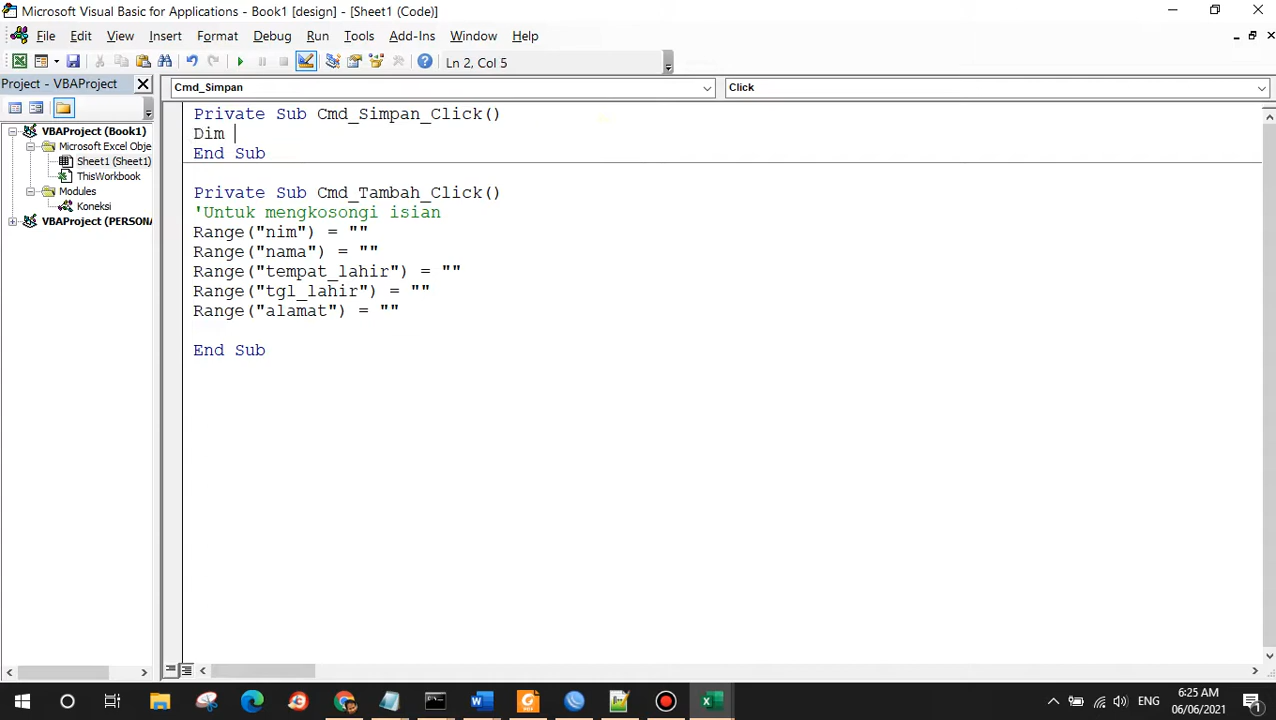 Microsoft Visual Basic for Applications - Book1 [design] - [Sheet1 (Code)]
File Edit View Insert Format Debug Run Tools Add-Ins Window Help
Ln 2, Col 5
Project - VBAProject
Cmd_Simpan
Click
VBAProject (Book1)
Microsoft Excel Obje
Sheet1 (Sheet1)
ThisWorkbook
Modules
Koneksi
VBAProject (PERSONA
Private Sub Cmd_Simpan_Click()
Dim
End Sub
Private Sub Cmd_Tambah_Click()
'Untuk mengkosongi isian
Range("nim") = ""
Range("nama") = ""
Range("tempat_lahir") = ""
Range("tgl_lahir") = ""
Range("alamat") = ""
End Sub
ENG
6:25 AM
06/06/2021
1